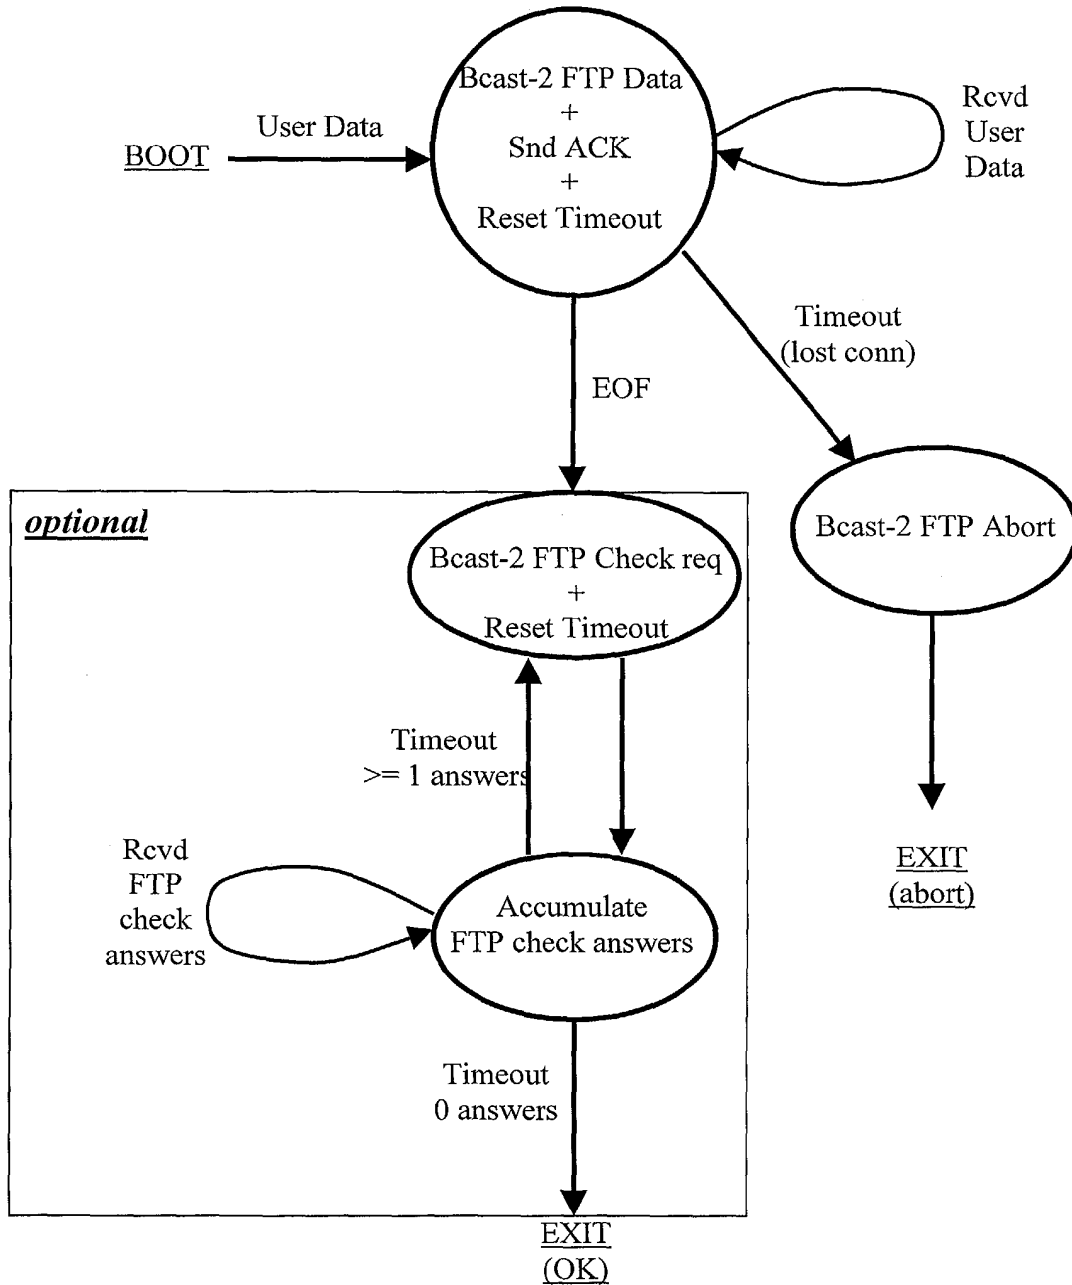 Bcast-2 FTP Data
+
Snd ACK
+
Reset Timeout
User Data
BOOT
Rcvd
User
Data
Timeout
(lost conn)
EOF
optional
Bcast-2 FTP Check req
+
Reset Timeout
Bcast-2 FTP Abort
Timeout
>= 1 answers
Rcvd
FTP
check
answers
Accumulate
FTP check answers
EXIT
(abort)
Timeout
0 answers
EXIT
(OK)